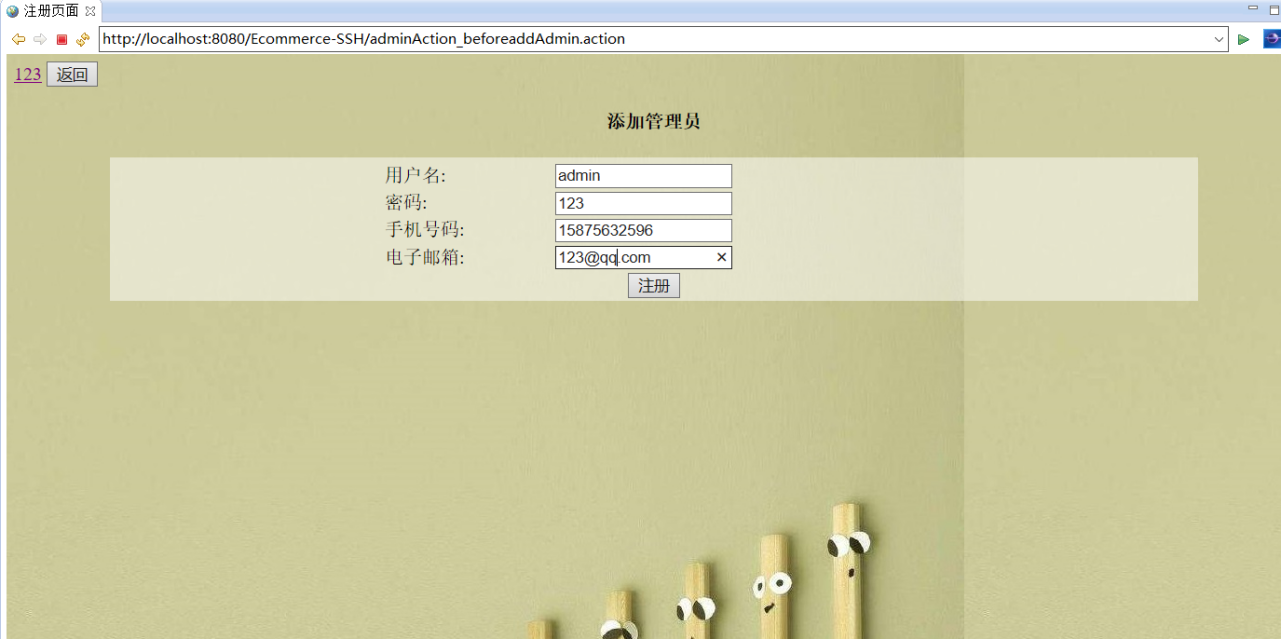 注册页面
http://localhost:8080/Ecommerce-SSH/adminAction_beforeaddAdmin.action
123 返回
添加管理员
用户名: admin
密码: 123
手机号码: 15875632596
电子邮箱: 123@qq.com
注册